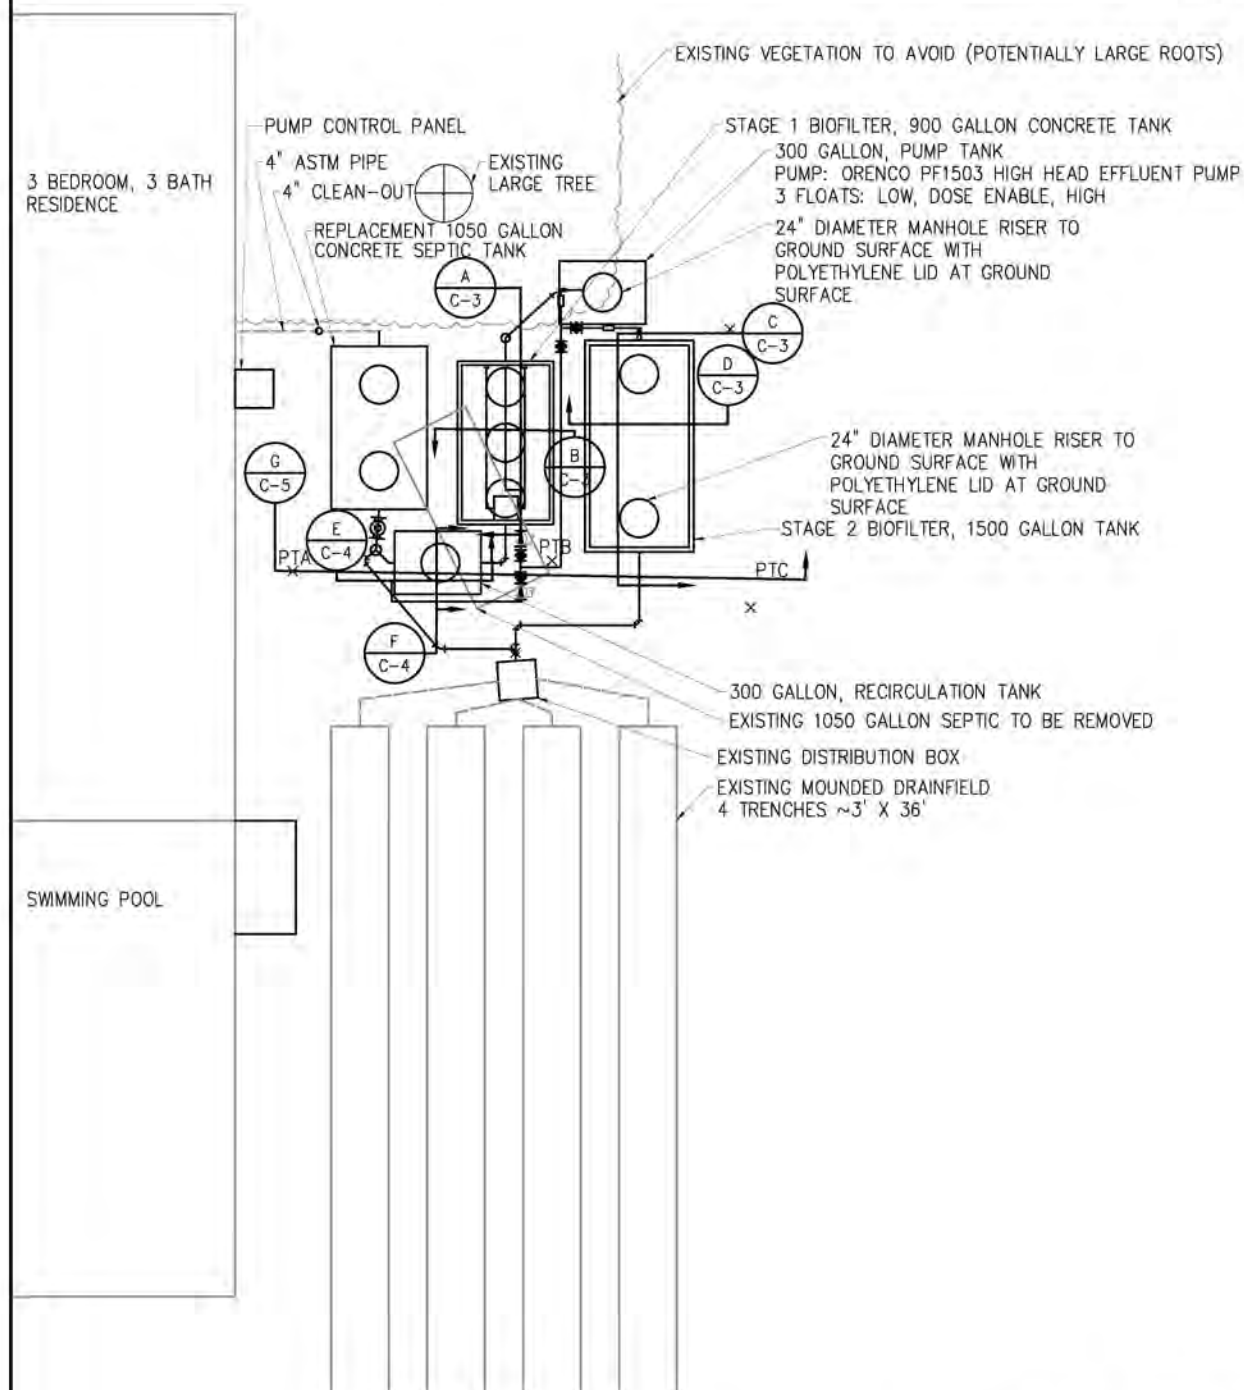 EXISTING VEGETATION TO AVOID (POTENTIALLY LARGE ROOTS)
PUMP CONTROL PANEL
STAGE 1 BIOFILTER, 900 GALLON CONCRETE TANK
4" ASTM PIPE
EXISTING
LARGE TREE
300 GALLON, PUMP TANK
PUMP: ORENCO PF1503 HIGH HEAD EFFLUENT PUMP
3 FLOATS: LOW, DOSE ENABLE, HIGH
3 BEDROOM, 3 BATH
RESIDENCE
4" CLEAN-OUT
REPLACEMENT 1050 GALLON
CONCRETE SEPTIC TANK
24" DIAMETER MANHOLE RISER TO
GROUND SURFACE WITH
POLYETHYLENE LID AT GROUND
SURFACE
A
C-3
C
C-3
D
C-3
24" DIAMETER MANHOLE RISER TO
GROUND SURFACE WITH
POLYETHYLENE LID AT GROUND
SURFACE
G
C-5
B
C-3
STAGE 2 BIOFILTER, 1500 GALLON TANK
E
C-4
PTA
PTB
PTC
F
C-4
300 GALLON, RECIRCULATION TANK
EXISTING 1050 GALLON SEPTIC TO BE REMOVED
EXISTING DISTRIBUTION BOX
EXISTING MOUNDED DRAINFIELD
4 TRENCHES ~3' X 36'
SWIMMING POOL